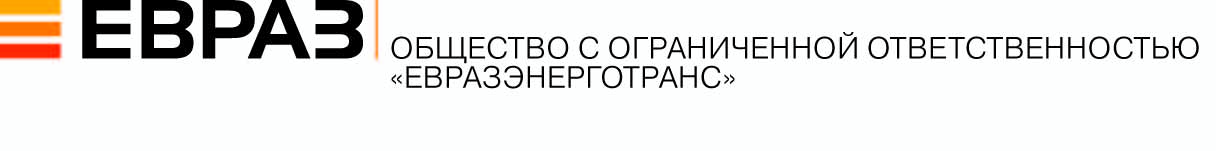 ЕВРАЗ
ОБЩЕСТВО С ОГРАНИЧЕННОЙ ОТВЕТСТВЕННОСТЬЮ
«ЕВРАЗЭНЕРГОТРАНС»